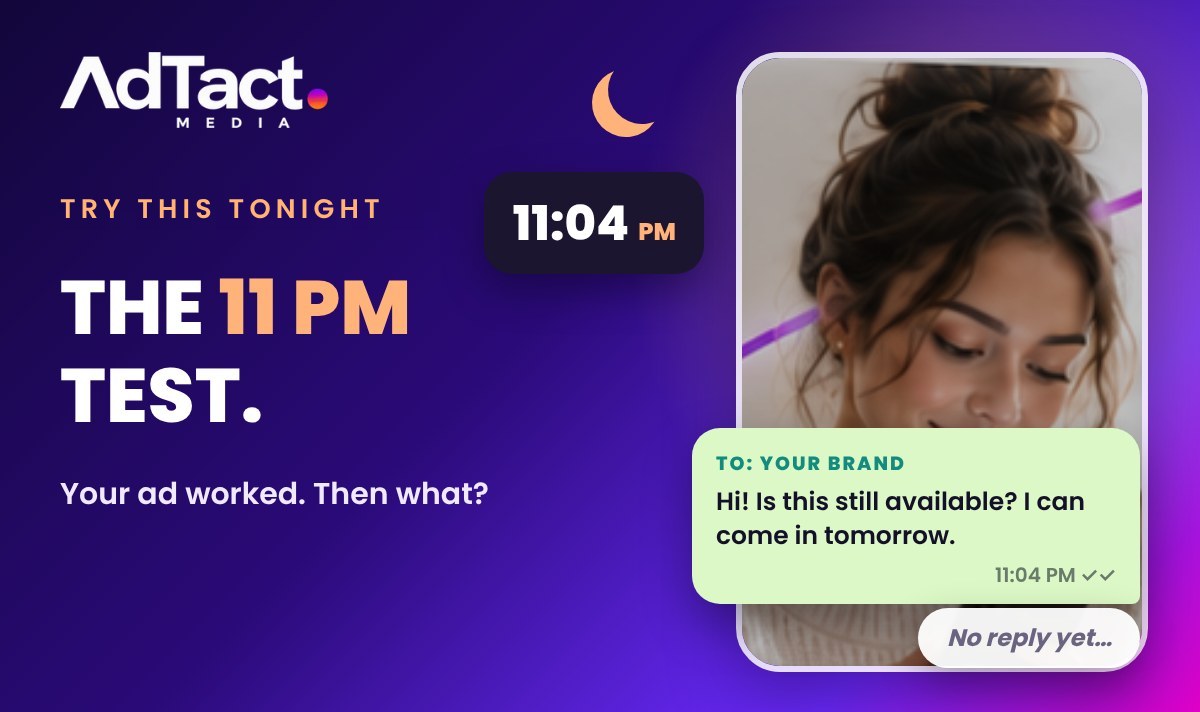 AdTact.
MEDIA
TRY THIS TONIGHT
THE 11 PM
TEST.
Your ad worked. Then what?
11:04 PM
TO: YOUR BRAND
Hi! Is this still available? I can
come in tomorrow.
11:04 PM ✓✓
No reply yet...